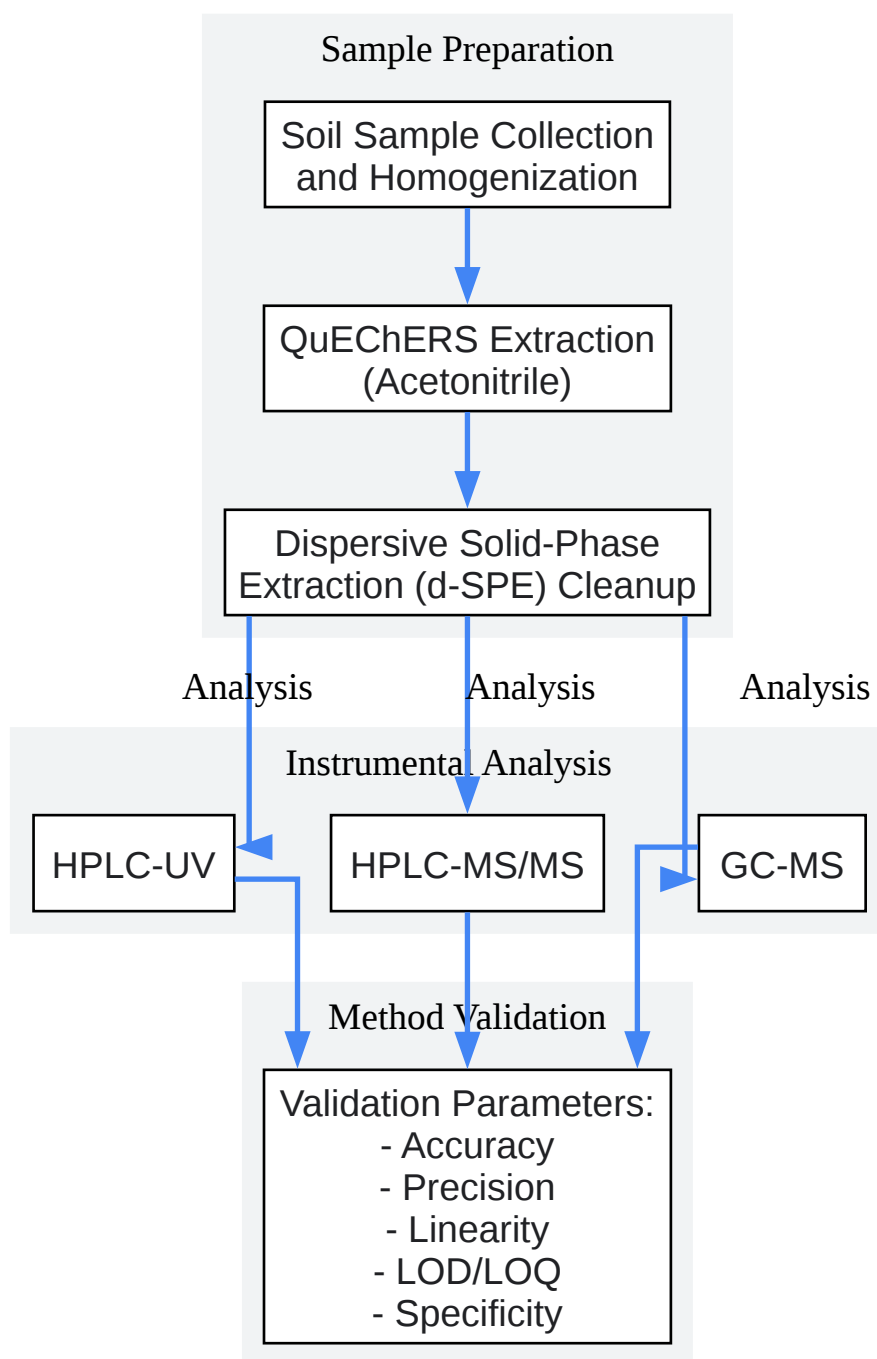 Sample Preparation
Soil Sample Collection
and Homogenization
QuEChERS Extraction
(Acetonitrile)
Dispersive Solid-Phase
Extraction (d-SPE) Cleanup
Analysis
Analysis
Analysis
Instrumental Analysis
HPLC-UV
HPLC-MS/MS
GC-MS
Method Validation
Validation Parameters:
- Accuracy
- Precision
- Linearity
- LOD/LOQ
- Specificity